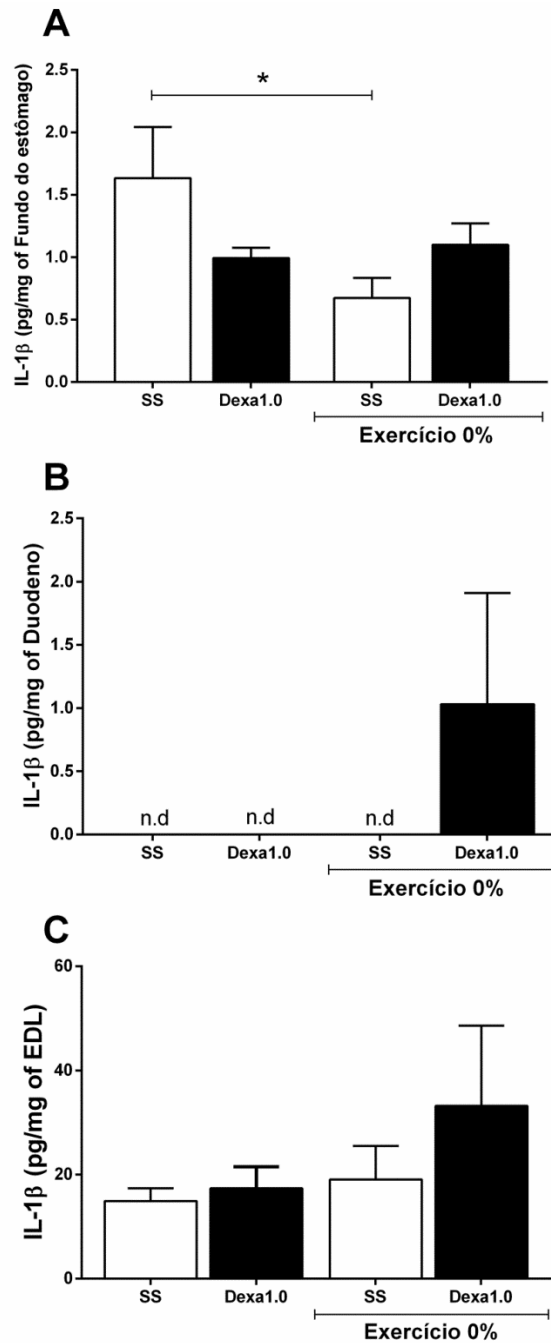 A
IL-1β (pg/mg of Fundo do estômago)
2.5
2.0
1.5
1.0
0.5
0.0
*
SS
Dexa1.0
SS
Dexa1.0
Exercício 0%
B
IL-1β (pg/mg of Duodeno)
2.5
2.0
1.5
1.0
0.5
0.0
n.d
n.d
n.d
SS
Dexa1.0
SS
Dexa1.0
Exercício 0%
C
IL-1β (pg/mg of EDL)
60
40
20
0
SS
Dexa1.0
SS
Dexa1.0
Exercício 0%